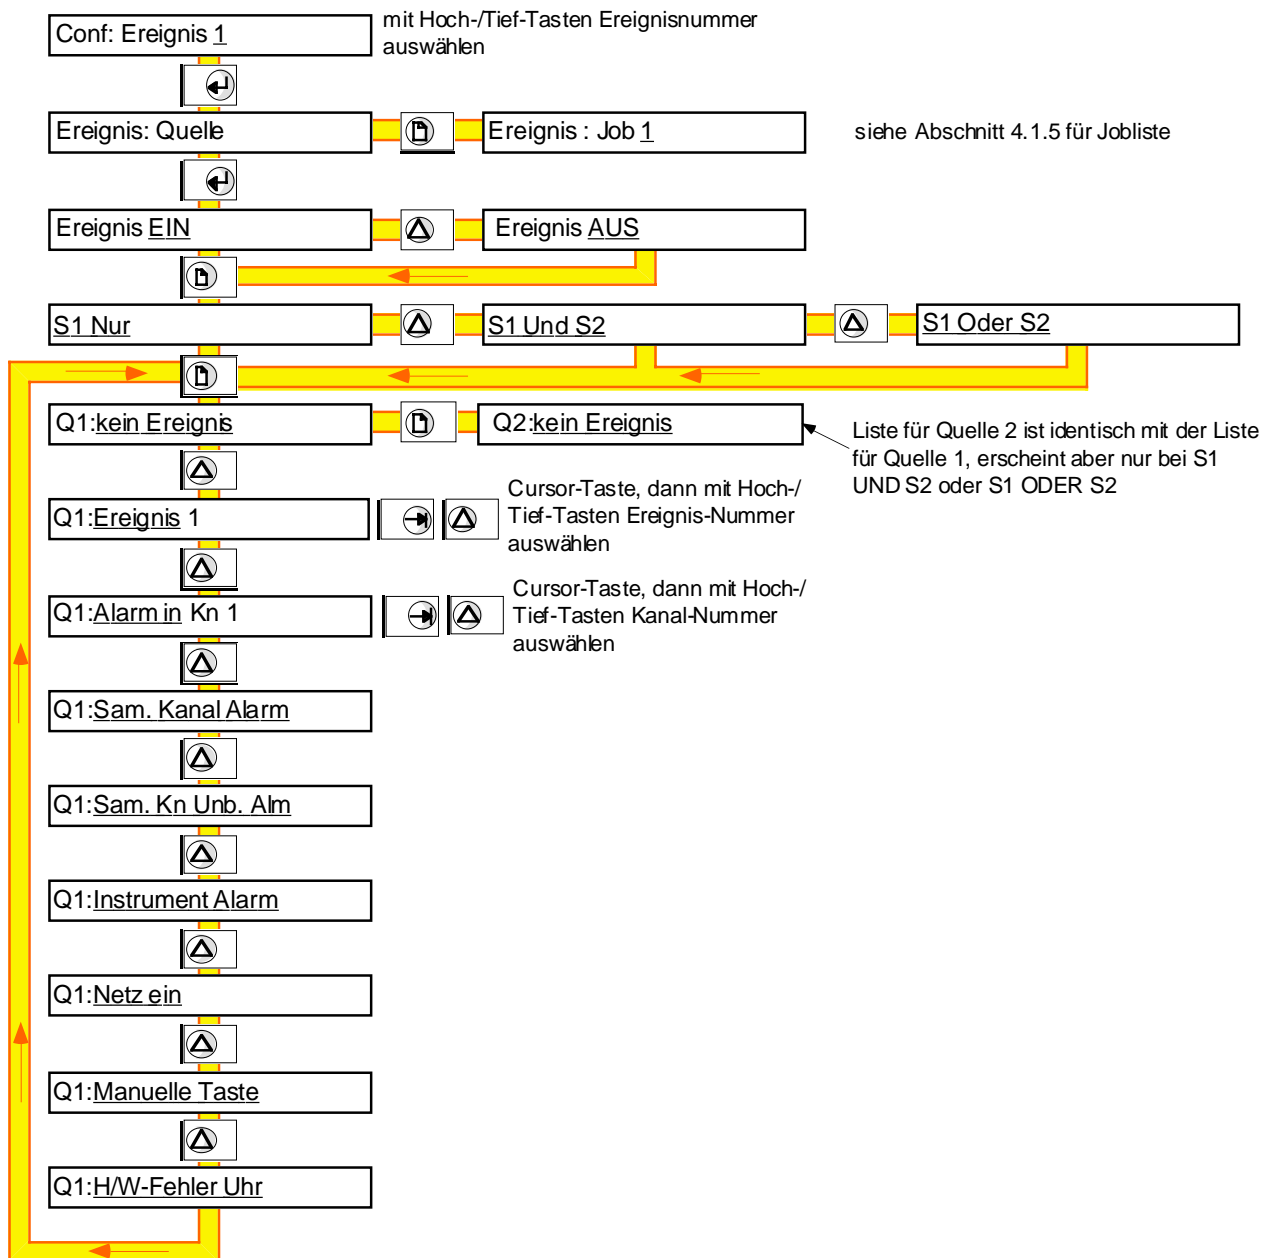 Conf: Ereignis 1
mit Hoch-/Tief-Tasten Ereignisnummer
auswählen
Ereignis: Quelle
Ereignis : Job 1
siehe Abschnitt 4.1.5 für Jobliste
Ereignis EIN
Ereignis AUS
S1 Nur
S1 Und S2
S1 Oder S2
Q1:kein Ereignis
Q2:kein Ereignis
Liste für Quelle 2 ist identisch mit der Liste
für Quelle 1, erscheint aber nur bei S1
UND S2 oder S1 ODER S2
Q1:Ereignis 1
Cursor-Taste, dann mit Hoch-/
Tief-Tasten Ereignis-Nummer
auswählen
Q1:Alarm in Kn 1
Cursor-Taste, dann mit Hoch-/
Tief-Tasten Kanal-Nummer
auswählen
Q1:Sam. Kanal Alarm
Q1:Sam. Kn Unb. Alm
Q1:Instrument Alarm
Q1:Netz ein
Q1:Manuelle Taste
Q1:H/W-Fehler Uhr